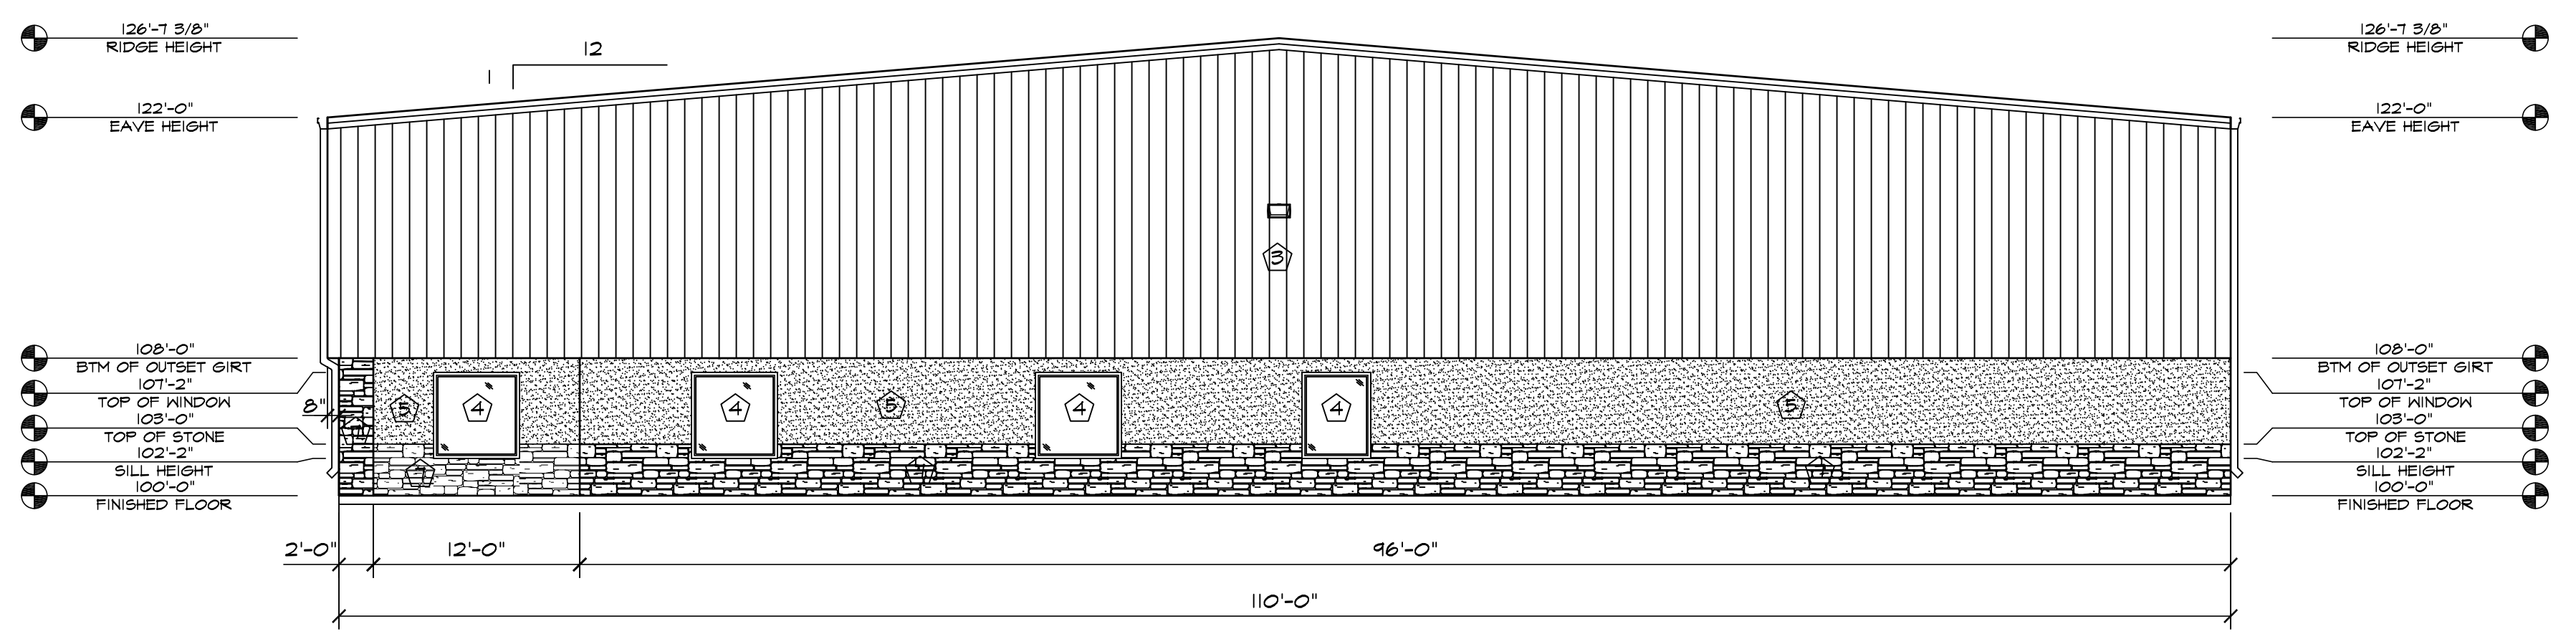 126'-7 3/8"
RIDGE HEIGHT
12
1
126'-7 3/8"
RIDGE HEIGHT
122'-0"
EAVE HEIGHT
122'-0"
EAVE HEIGHT
3
108'-0"
BTM OF OUTSET GIRT
107'-2"
TOP OF WINDOW
8"
103'-0"
TOP OF STONE
102'-2"
SILL HEIGHT
100'-0"
FINISHED FLOOR
5
4
4
5
4
4
5
108'-0"
BTM OF OUTSET GIRT
107'-2"
TOP OF WINDOW
103'-0"
TOP OF STONE
102'-2"
SILL HEIGHT
100'-0"
FINISHED FLOOR
2'-0"
12'-0"
96'-0"
110'-0"